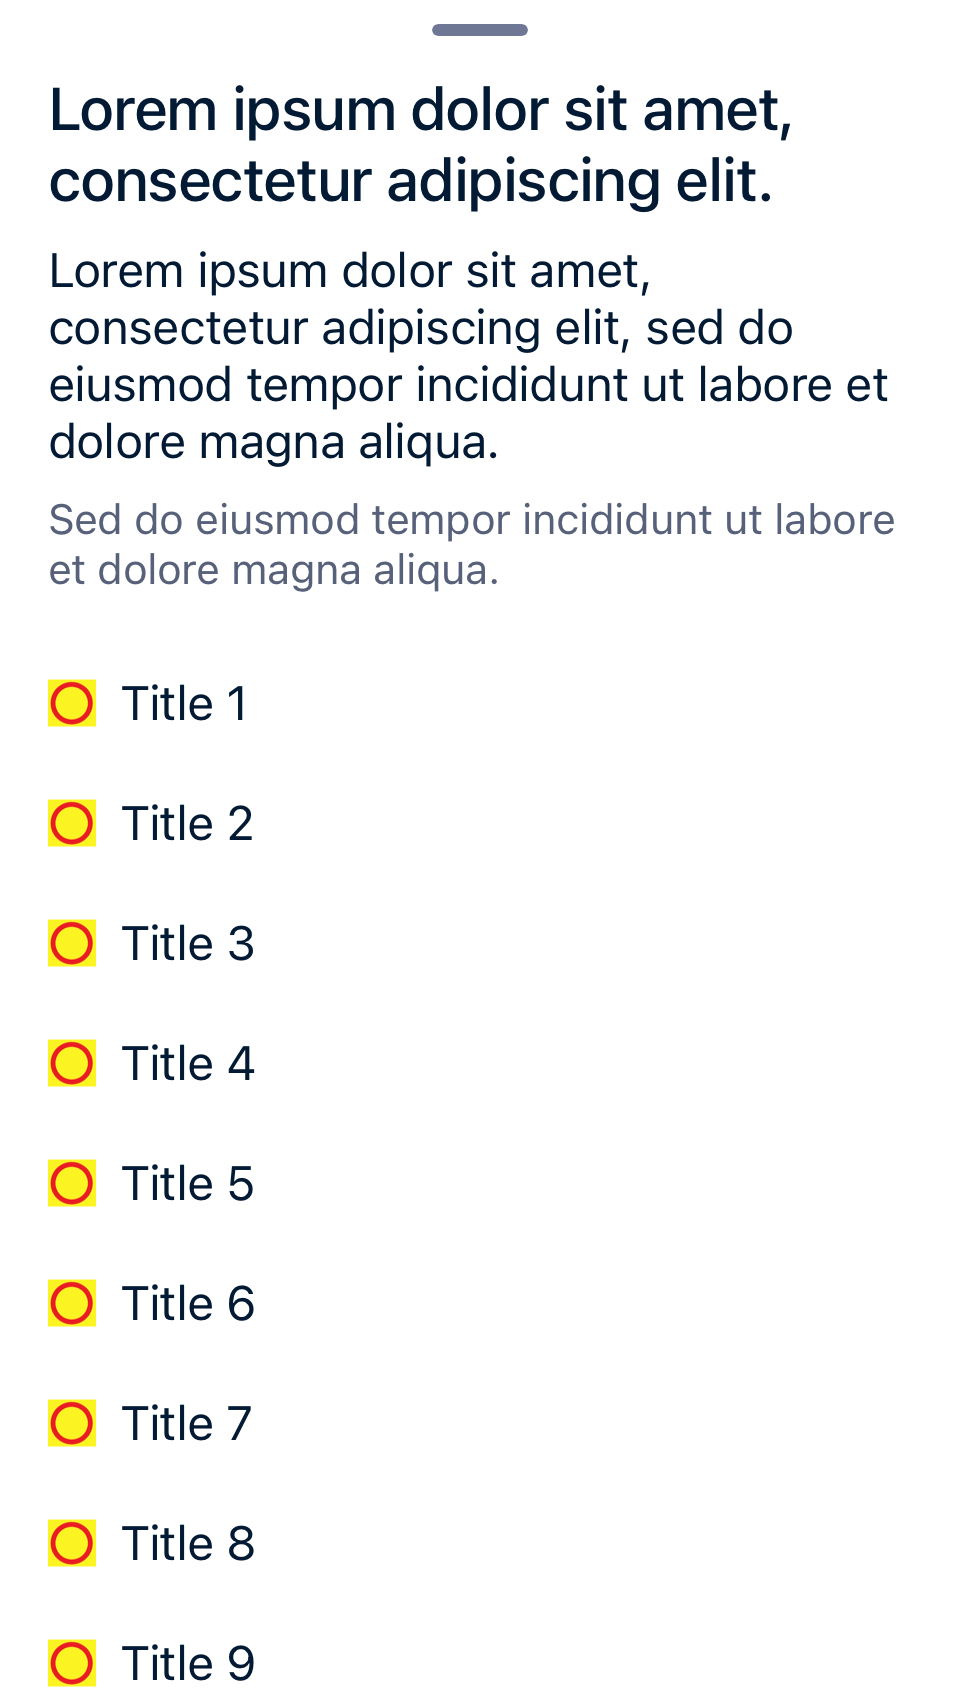 Lorem ipsum dolor sit amet,
consectetur adipiscing elit.
Lorem ipsum dolor sit amet,
consectetur adipiscing elit, sed do
eiusmod tempor incididunt ut labore et
dolore magna aliqua.
Sed do eiusmod tempor incididunt ut labore
et dolore magna aliqua.
Title 1
Title 2
Title 3
Title 4
Title 5
Title 6
Title 7
Title 8
Title 9